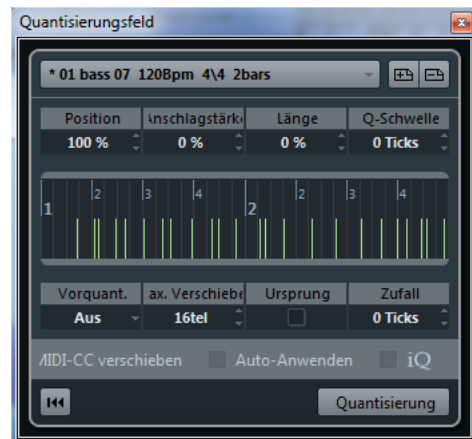 Quantisierungsfeld
* 01 bass 07 120Bpm 4\4 2bars
Position Anschlagstärke Länge Q-Schwelle
100 % 0 % 0 % 0 Ticks
1 2 3 4 2 2 3 4
Vorquant. ax. Verschiebe Ursprung Zufall
Aus 16tel 0 Ticks
MIDI-CC verschieben Auto-Anwenden iQ
Quantisierung